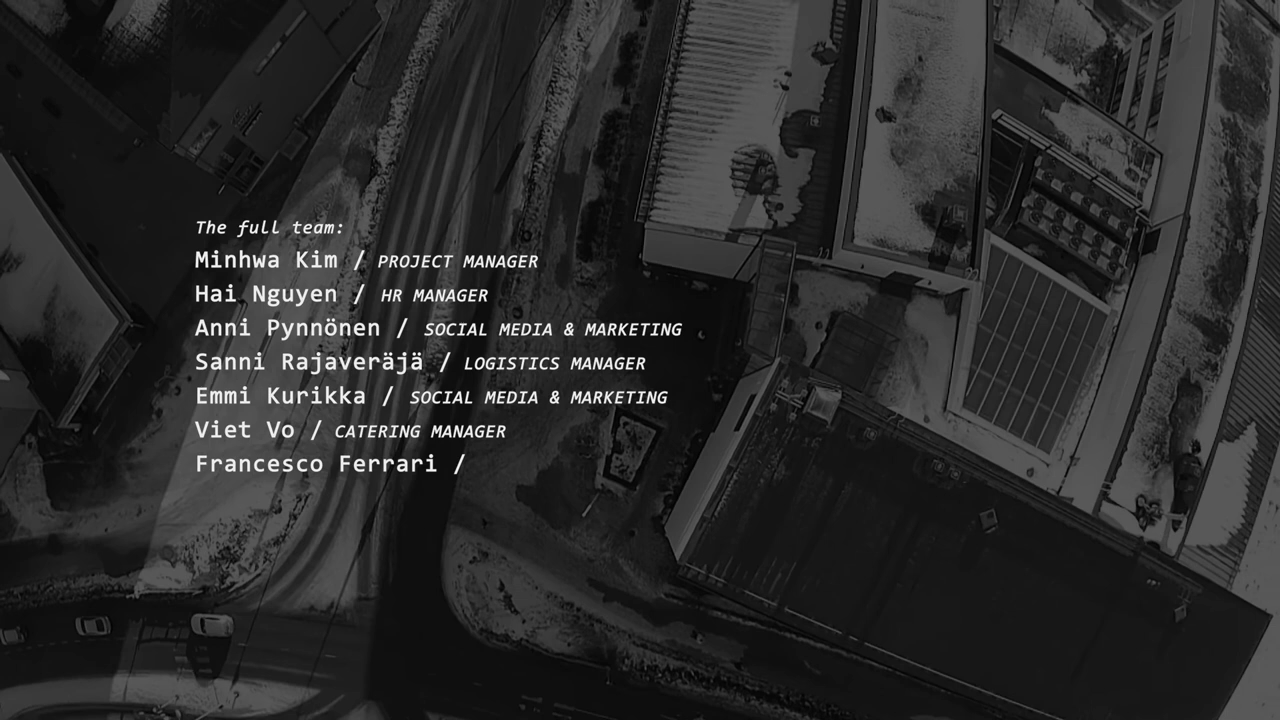 The full team:
Minhwa Kim / PROJECT MANAGER
Hai Nguyen / HR MANAGER
Anni Pynnönen / SOCIAL MEDIA & MARKETING
Sanni Rajaveräjä / LOGISTICS MANAGER
Emmi Kurikka / SOCIAL MEDIA & MARKETING
Viet Vo / CATERING MANAGER
Francesco Ferrari /